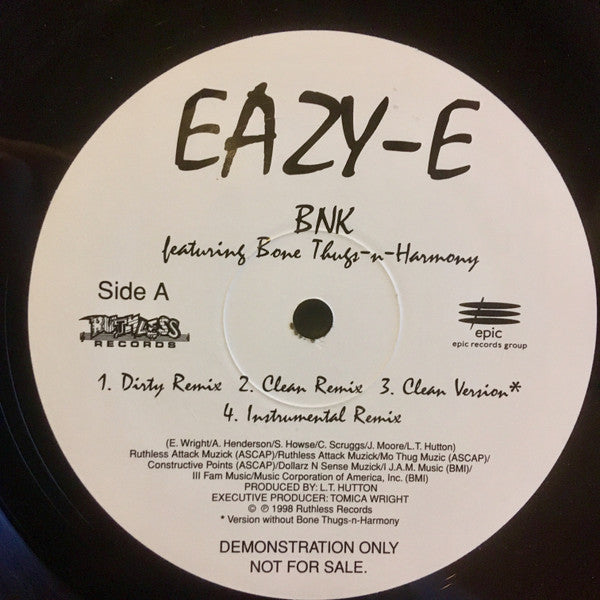 EAZY-E
BNK
featuring Bone Thugs-n-Harmony
Side A
RUTHLESS
RECORDS
epic
epic records group
1. Dirty Remix 2. Clean Remix 3. Clean Version*
4. Instrumental Remix
(E. Wright/A. Henderson/S. Howse/C. Scruggs/J. Moore/L.T. Hutton)
Ruthless Attack Muzick (ASCAP)/Ruthless Attack Muzick/Mo Thug Muzic (ASCAP)/
Constructive Points (ASCAP)/Dollarz N Sense Muzick/I J.A.M. Music (BMI)/
III Fam Music/Music Corporation of America, Inc. (BMI)
PRODUCED BY: L.T. HUTTON
EXECUTIVE PRODUCER: TOMICA WRIGHT
© ℗ 1998 Ruthless Records
* Version without Bone Thugs-n-Harmony
DEMONSTRATION ONLY
NOT FOR SALE.